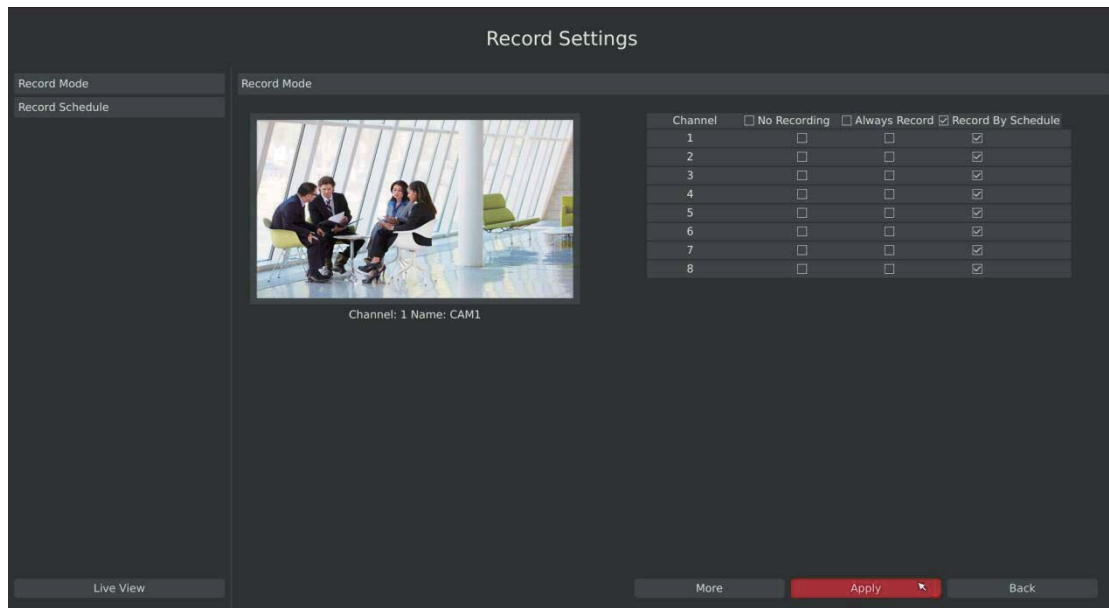 Record Settings
Record Mode
Record Schedule
Record Mode
Channel No Recording Always Record Record By Schedule
1
2
3
4
5
6
7
8
Channel: 1 Name: CAM1
Live View
More
Apply
Back